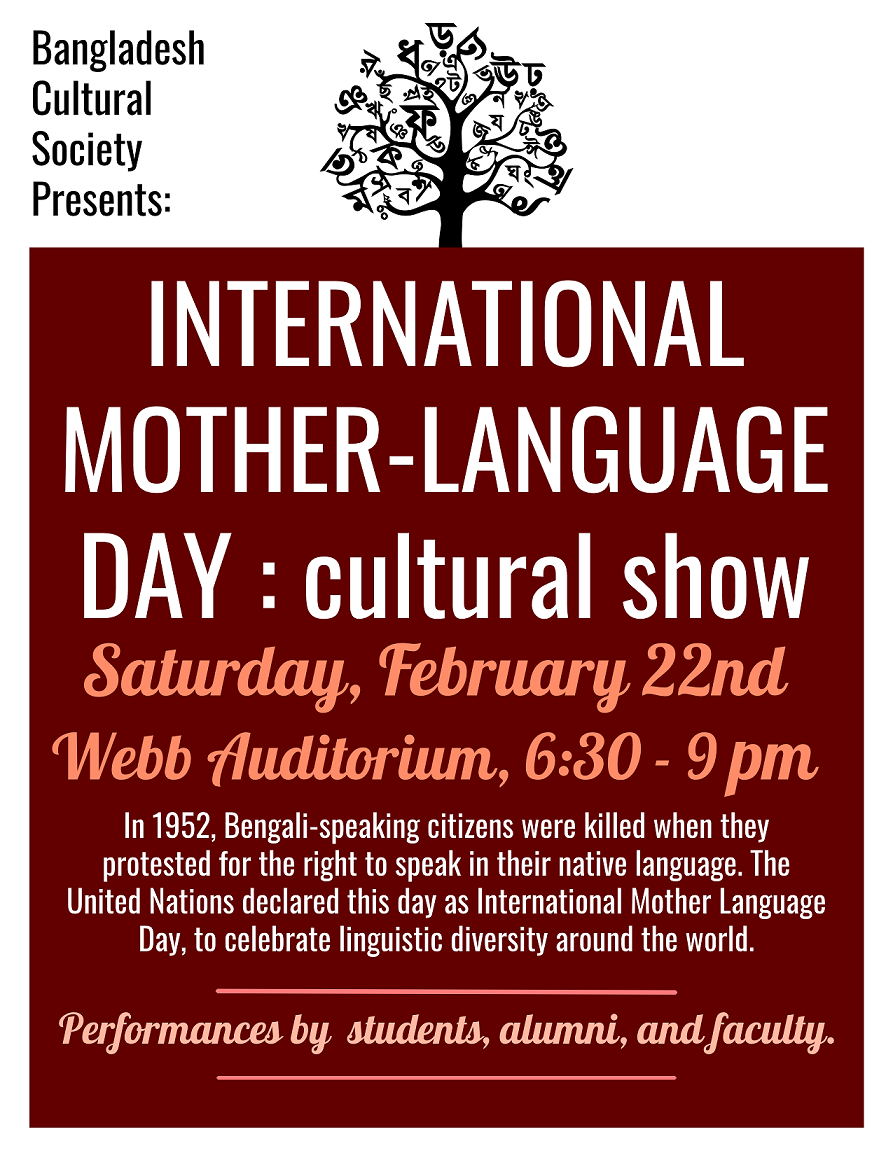 Bangladesh
Cultural
Society
Presents:
INTERNATIONAL
MOTHER-LANGUAGE
DAY : cultural show
Saturday, February 22nd
Webb Auditorium, 6:30 - 9 pm
In 1952, Bengali-speaking citizens were killed when they
protested for the right to speak in their native language. The
United Nations declared this day as International Mother Language
Day, to celebrate linguistic diversity around the world.
Performances by students, alumni, and faculty.